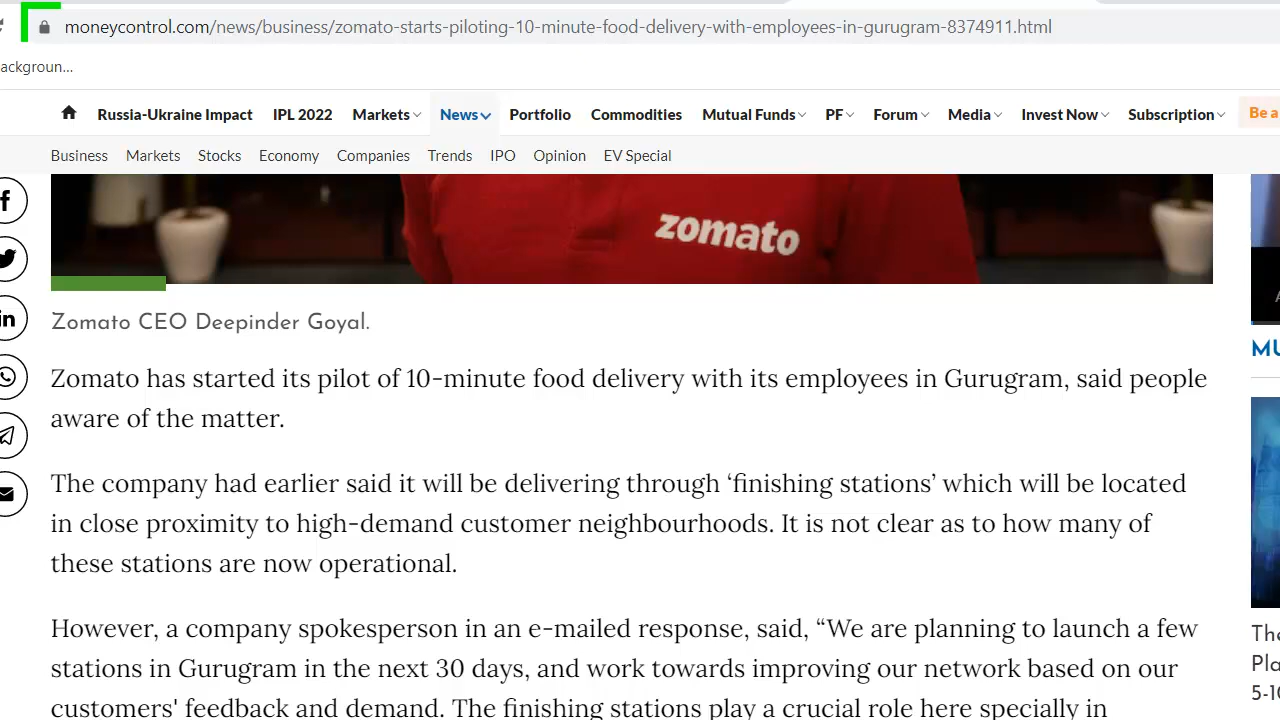 moneycontrol.com/news/business/zomato-starts-piloting-10-minute-food-delivery-with-employees-in-gurugram-8374911.html
ackgroun...
Russia-Ukraine Impact IPL 2022 Markets News Portfolio Commodities Mutual Funds PF Forum Media Invest Now Subscription Be a
Business Markets Stocks Economy Companies Trends IPO Opinion EV Special
zomato
Zomato CEO Deepinder Goyal.
MU
Zomato has started its pilot of 10-minute food delivery with its employees in Gurugram, said people
aware of the matter.
The company had earlier said it will be delivering through ‘finishing stations’ which will be located
in close proximity to high-demand customer neighbourhoods. It is not clear as to how many of
these stations are now operational.
However, a company spokesperson in an e-mailed response, said, “We are planning to launch a few
stations in Gurugram in the next 30 days, and work towards improving our network based on our
customers' feedback and demand. The finishing stations play a crucial role here specially in
The
Pla
5-10